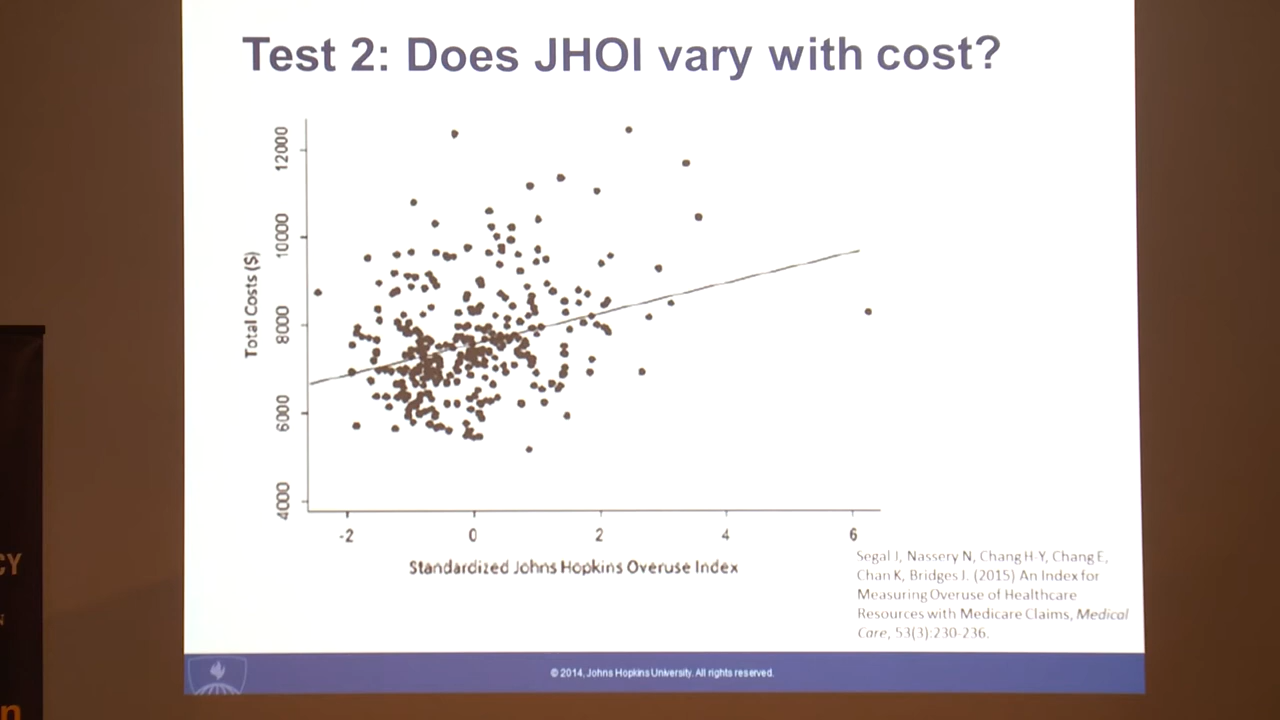 Test 2: Does JHOI vary with cost?
12000
10000
8000
6000
4000
Total Costs ($)
-2
0
2
4
6
Standardized Johns Hopkins Overuse Index
Segal J, Nassery N, Chang H-Y, Chang E,
Chan K, Bridges J. (2015) An Index for
Measuring Overuse of Healthcare
Resources with Medicare Claims, Medical
Care, 53(3):230-236.
© 2014, Johns Hopkins University. All rights reserved.
CY
N
n